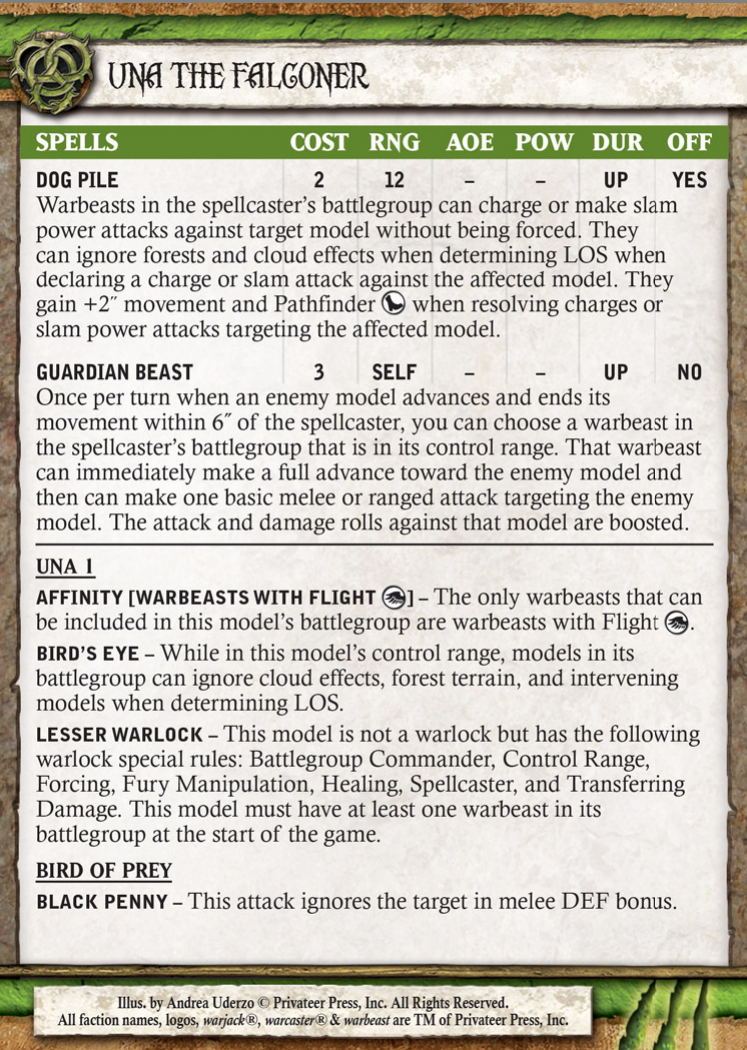 UNA THE FALCONER
SPELLS COST RNG AOE POW DUR OFF
DOG PILE 2 12 – – UP YES
Warbeasts in the spellcaster's battlegroup can charge or make slam
power attacks against target model without being forced. They
can ignore forests and cloud effects when determining LOS when
declaring a charge or slam attack against the affected model. They
gain +2″ movement and Pathfinder when resolving charges or
slam power attacks targeting the affected model.
GUARDIAN BEAST 3 SELF – – UP NO
Once per turn when an enemy model advances and ends its
movement within 6″ of the spellcaster, you can choose a warbeast in
the spellcaster's battlegroup that is in its control range. That warbeast
can immediately make a full advance toward the enemy model and
then can make one basic melee or ranged attack targeting the enemy
model. The attack and damage rolls against that model are boosted.
UNA 1
AFFINITY [WARBEASTS WITH FLIGHT ] – The only warbeasts that can
be included in this model's battlegroup are warbeasts with Flight .
BIRD'S EYE – While in this model's control range, models in its
battlegroup can ignore cloud effects, forest terrain, and intervening
models when determining LOS.
LESSER WARLOCK – This model is not a warlock but has the following
warlock special rules: Battlegroup Commander, Control Range,
Forcing, Fury Manipulation, Healing, Spellcaster, and Transferring
Damage. This model must have at least one warbeast in its
battlegroup at the start of the game.
BIRD OF PREY
BLACK PENNY – This attack ignores the target in melee DEF bonus.
Illus. by Andrea Uderzo © Privateer Press, Inc. All Rights Reserved.
All faction names, logos, warjack®, warcaster® & warbeast are TM of Privateer Press, Inc.